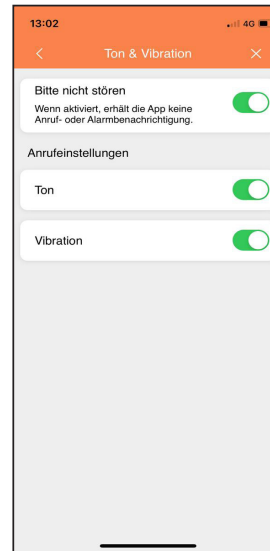 13:02
4G
Ton & Vibration
Bitte nicht stören
Wenn aktiviert, erhält die App keine
Anruf- oder Alarmbenachrichtigung.
Anrufeinstellungen
Ton
Vibration